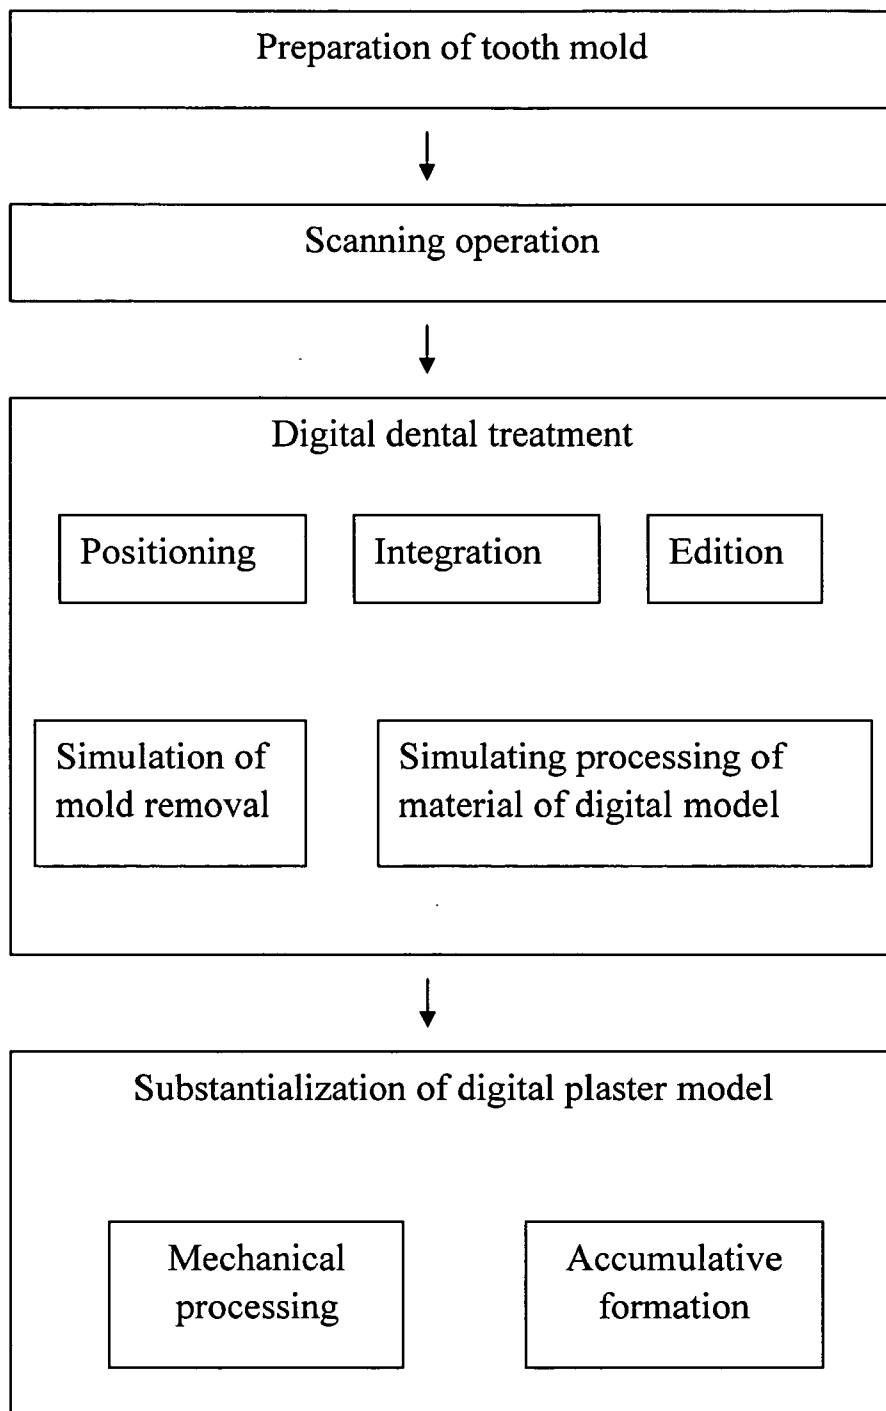 Preparation of tooth mold
Scanning operation
Digital dental treatment
Positioning
Integration
Edition
Simulation of
mold removal
Simulating processing of
material of digital model
Substantialization of digital plaster model
Mechanical
processing
Accumulative
formation